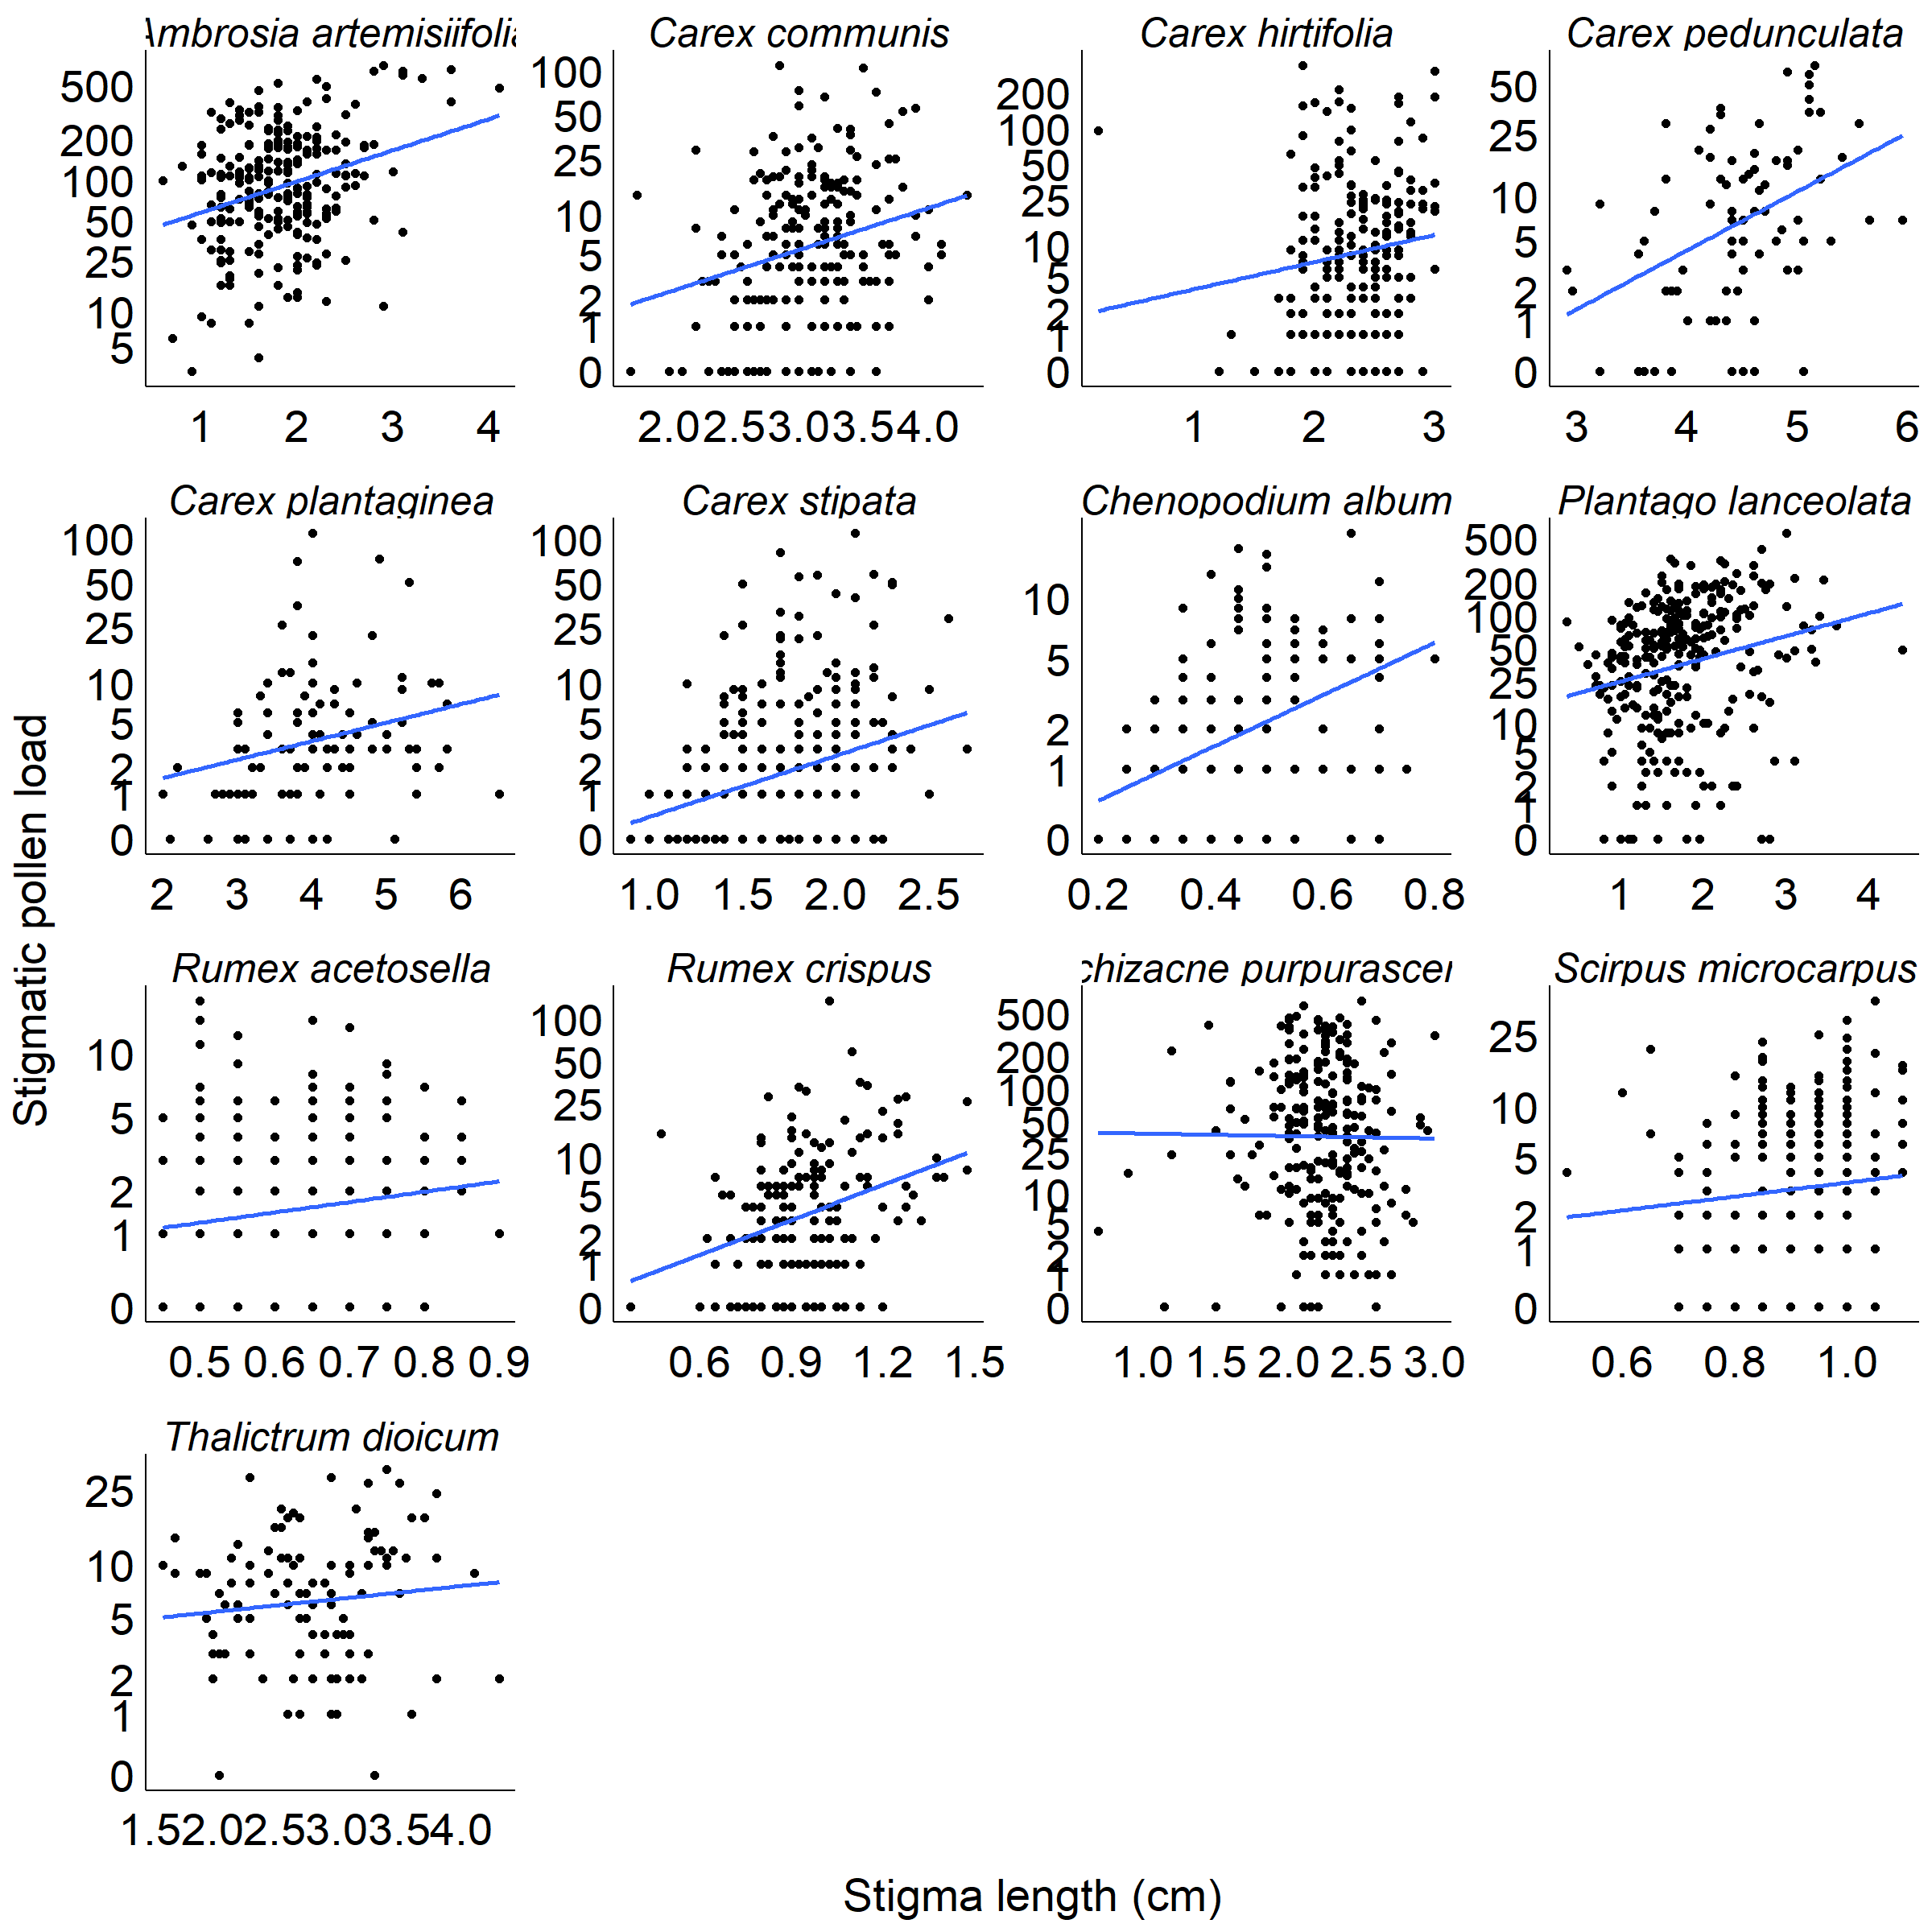 Ambrosia artemisiifolia Carex communis Carex hirtifolia Carex pedunculata
500 200 100 50 25 10 5
100 50 25 10 5 2 1 0
200 100 50 25 10 5 2 1 0
50 25 10 5 2 1 0
1 2 3 4
2.0 2.5 3.0 3.5 4.0
1 2 3
3 4 5 6
Carex plantaginea Carex stipata Chenopodium album Plantago lanceolata
100 50 25 10 5 2 1 0
100 50 25 10 5 2 1 0
10 5 2 1 0
500 200 100 50 25 10 5 2 1 0
2 3 4 5 6
1.0 1.5 2.0 2.5
0.2 0.4 0.6 0.8
1 2 3 4
Stigmatic pollen load
Rumex acetosella Rumex crispus chizacne purpurascen Scirpus microcarpus
10 5 2 1 0
100 50 25 10 5 2 1 0
500 200 100 50 25 10 5 2 1 0
25 10 5 2 1 0
0.5 0.6 0.7 0.8 0.9
0.6 0.9 1.2 1.5
1.0 1.5 2.0 2.5 3.0
0.6 0.8 1.0
Thalictrum dioicum
25 10 5 2 1 0
1.5 2.0 2.5 3.0 3.5 4.0
Stigma length (cm)